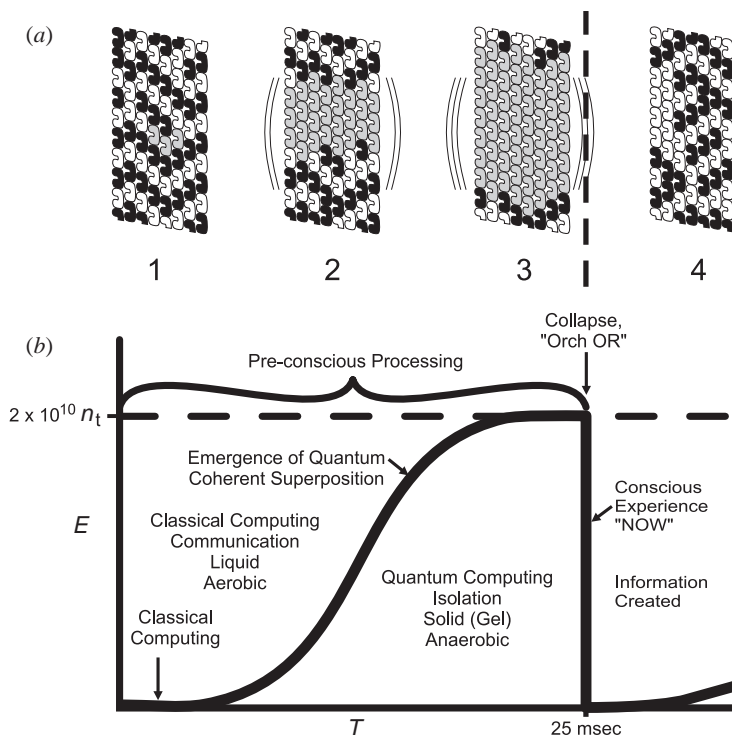 (a)
1
2
3
4
(b)
Collapse,
"Orch OR"
Pre-conscious Processing
2 x 10¹⁰ nₜ
Emergence of Quantum
Coherent Superposition
E
Classical Computing
Communication
Liquid
Aerobic
Quantum Computing
Isolation
Solid (Gel)
Anaerobic
Conscious
Experience
"NOW"
Information
Created
Classical
Computing
T
25 msec